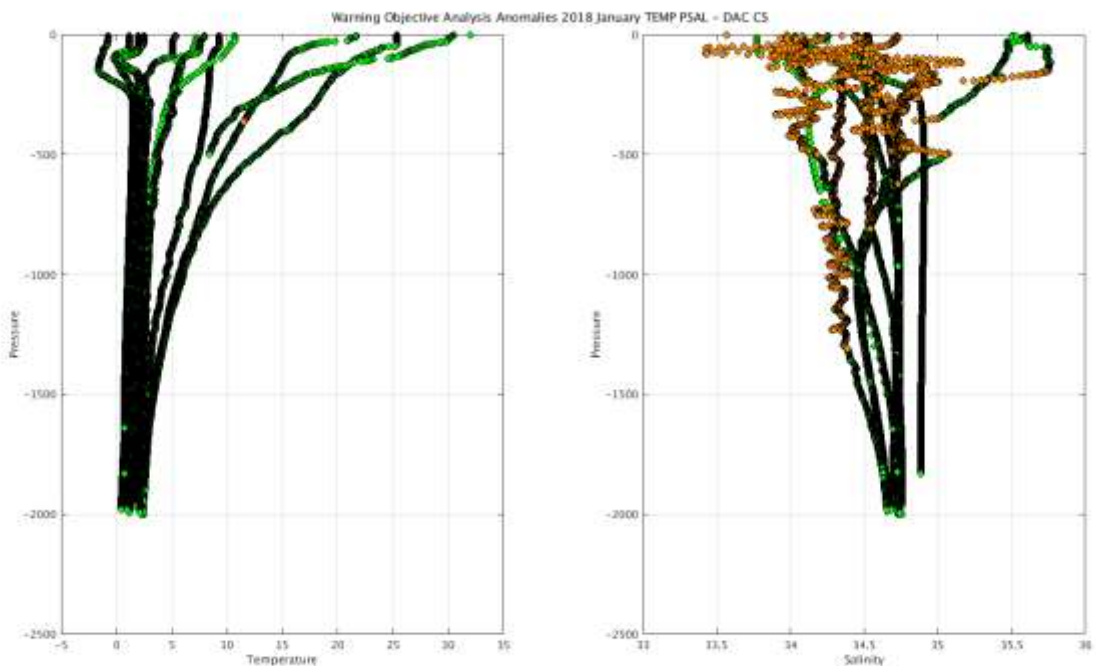 Warning Objective Analysis Anomalies 2018 January TEMP PSAL - DAC CS
0
-500
-1000
-1500
-2000
-2500
Pressure
-5 0 5 10 15 20 25 30 35
Temperature
0
-500
-1000
-1500
-2000
-2500
Pressure
33 33.5 34 34.5 35 35.5 36
Salinity